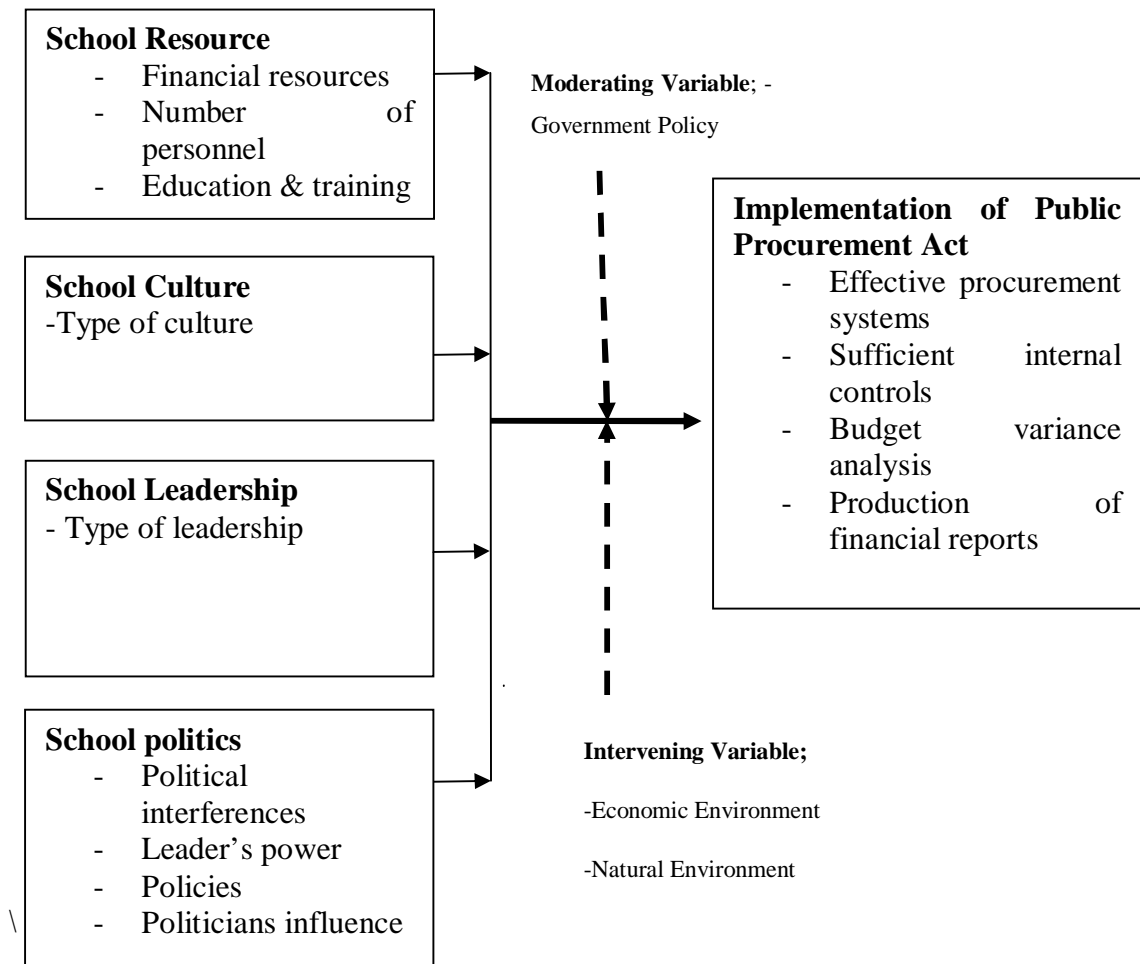 School Resource
- Financial resources
- Number of
personnel
- Education & training
School Culture
-Type of culture
School Leadership
- Type of leadership
School politics
- Political
interferences
- Leader’s power
- Policies
- Politicians influence
\
Moderating Variable; -
Government Policy
Intervening Variable;
-Economic Environment
-Natural Environment
Implementation of Public
Procurement Act
- Effective procurement
systems
- Sufficient internal
controls
- Budget variance
analysis
- Production of
financial reports